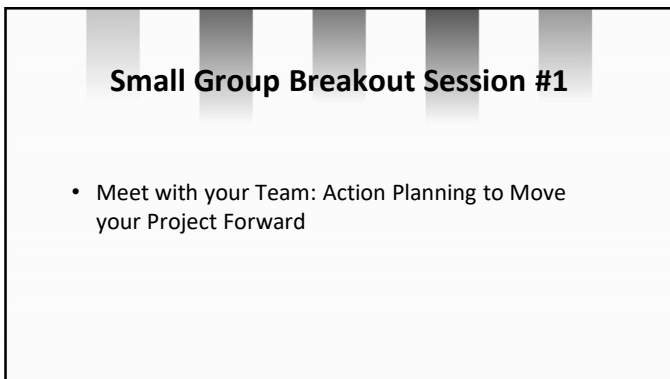 Small Group Breakout Session #1
• Meet with your Team: Action Planning to Move
your Project Forward